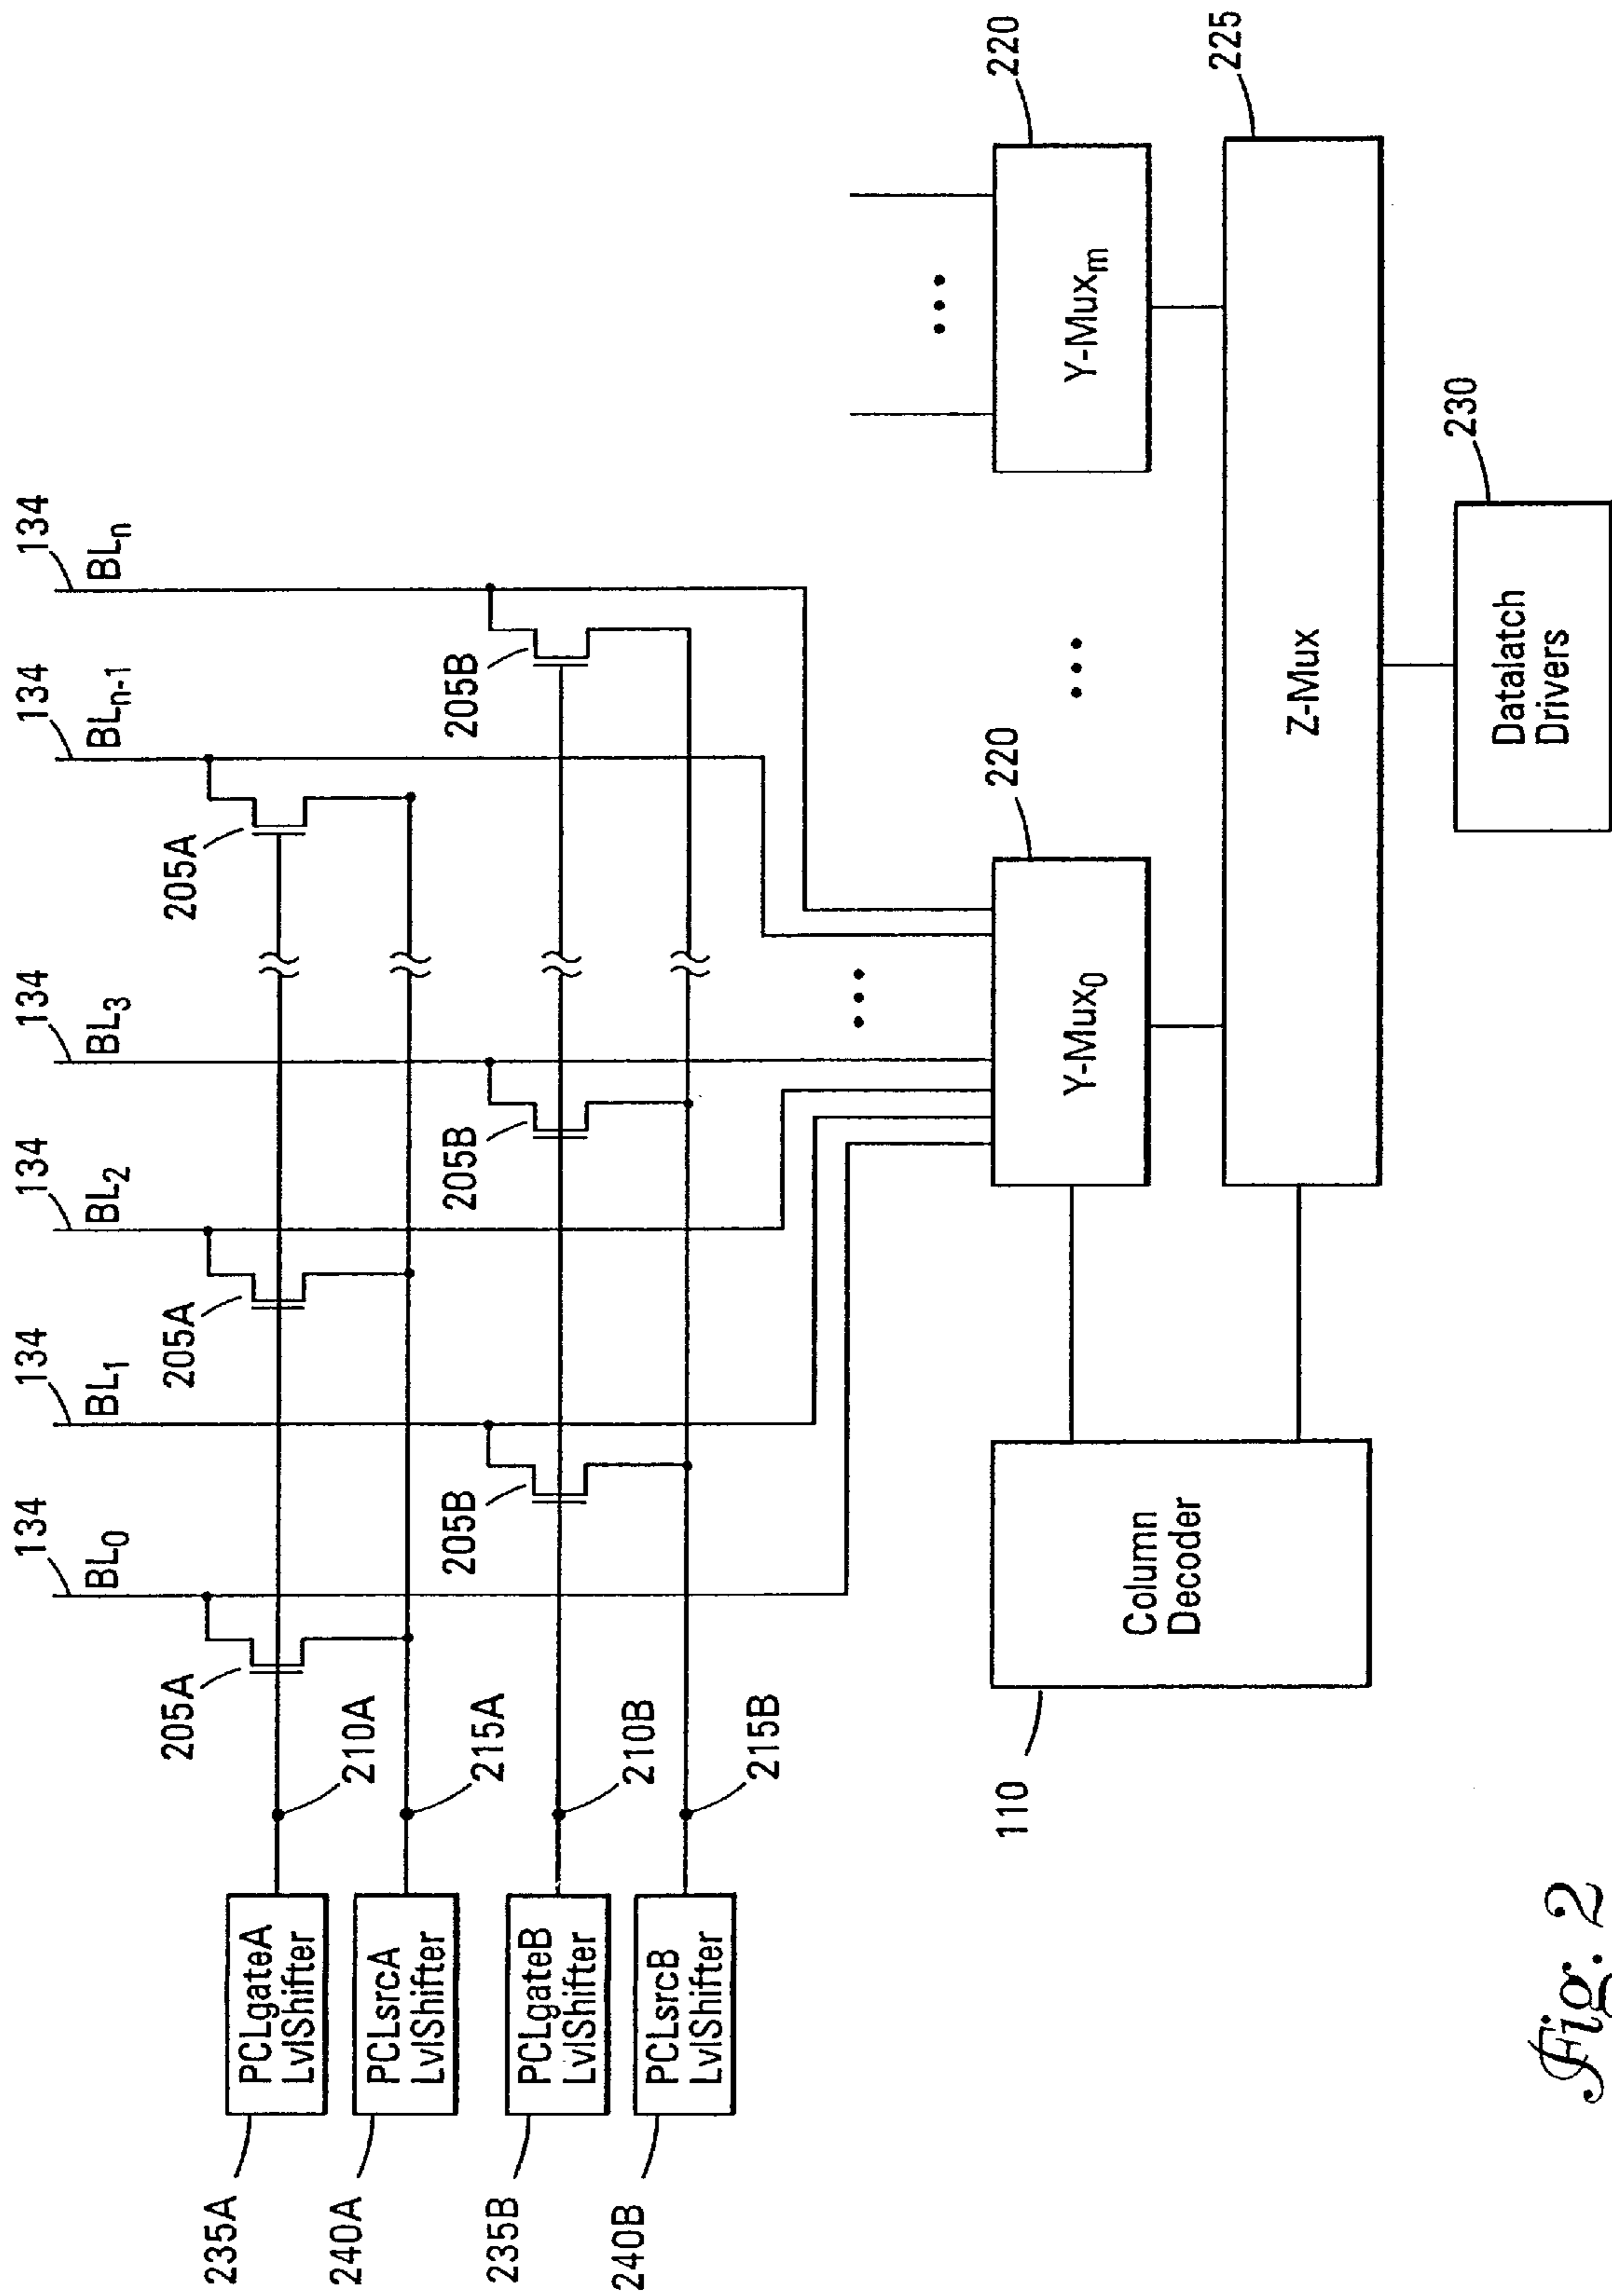 134
134
134
134
134
134
BL0
BL1
BL2
BL3
BLn-1
BLn
205A
205A
205A
205B
205B
205B
235A
PCLgateA
LvlShifter
210A
240A
PCLsrcA
LvlShifter
215A
235B
PCLgateB
LvlShifter
210B
240B
PCLsrcB
LvlShifter
215B
• • •
• • •
• • •
110
Column
Decoder
220
Y-Mux0
220
Y-Muxm
225
Z-Mux
230
Datalatch
Drivers
Fig. 2